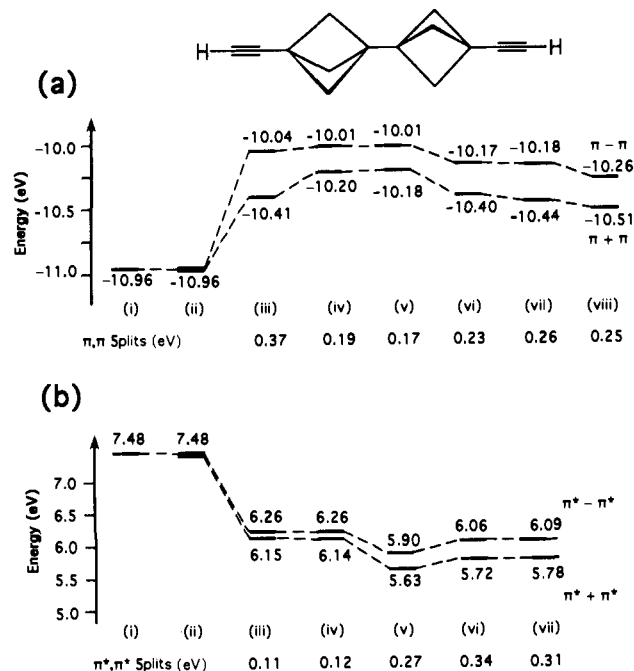 H H
(a)
-10.04 -10.01 -10.01
-10.0 -10.17 -10.18 π - π
-10.26
-10.20 -10.18
-10.5 -10.41 -10.40 -10.44 -10.51
π + π
-11.0
-10.96 -10.96
Energy (eV)
(i) (ii) (iii) (iv) (v) (vi) (vii) (viii)
π,π Splits (eV) 0.37 0.19 0.17 0.23 0.26 0.25
(b)
7.48 7.48
7.0
6.5 6.26 6.26 5.90 6.06 6.09 π* - π*
6.0
6.15 6.14 5.63 5.72 5.78
5.5
π* + π*
5.0
Energy (eV)
(i) (ii) (iii) (iv) (v) (vi) (vii)
π*,π* Splits (eV) 0.11 0.12 0.27 0.34 0.31